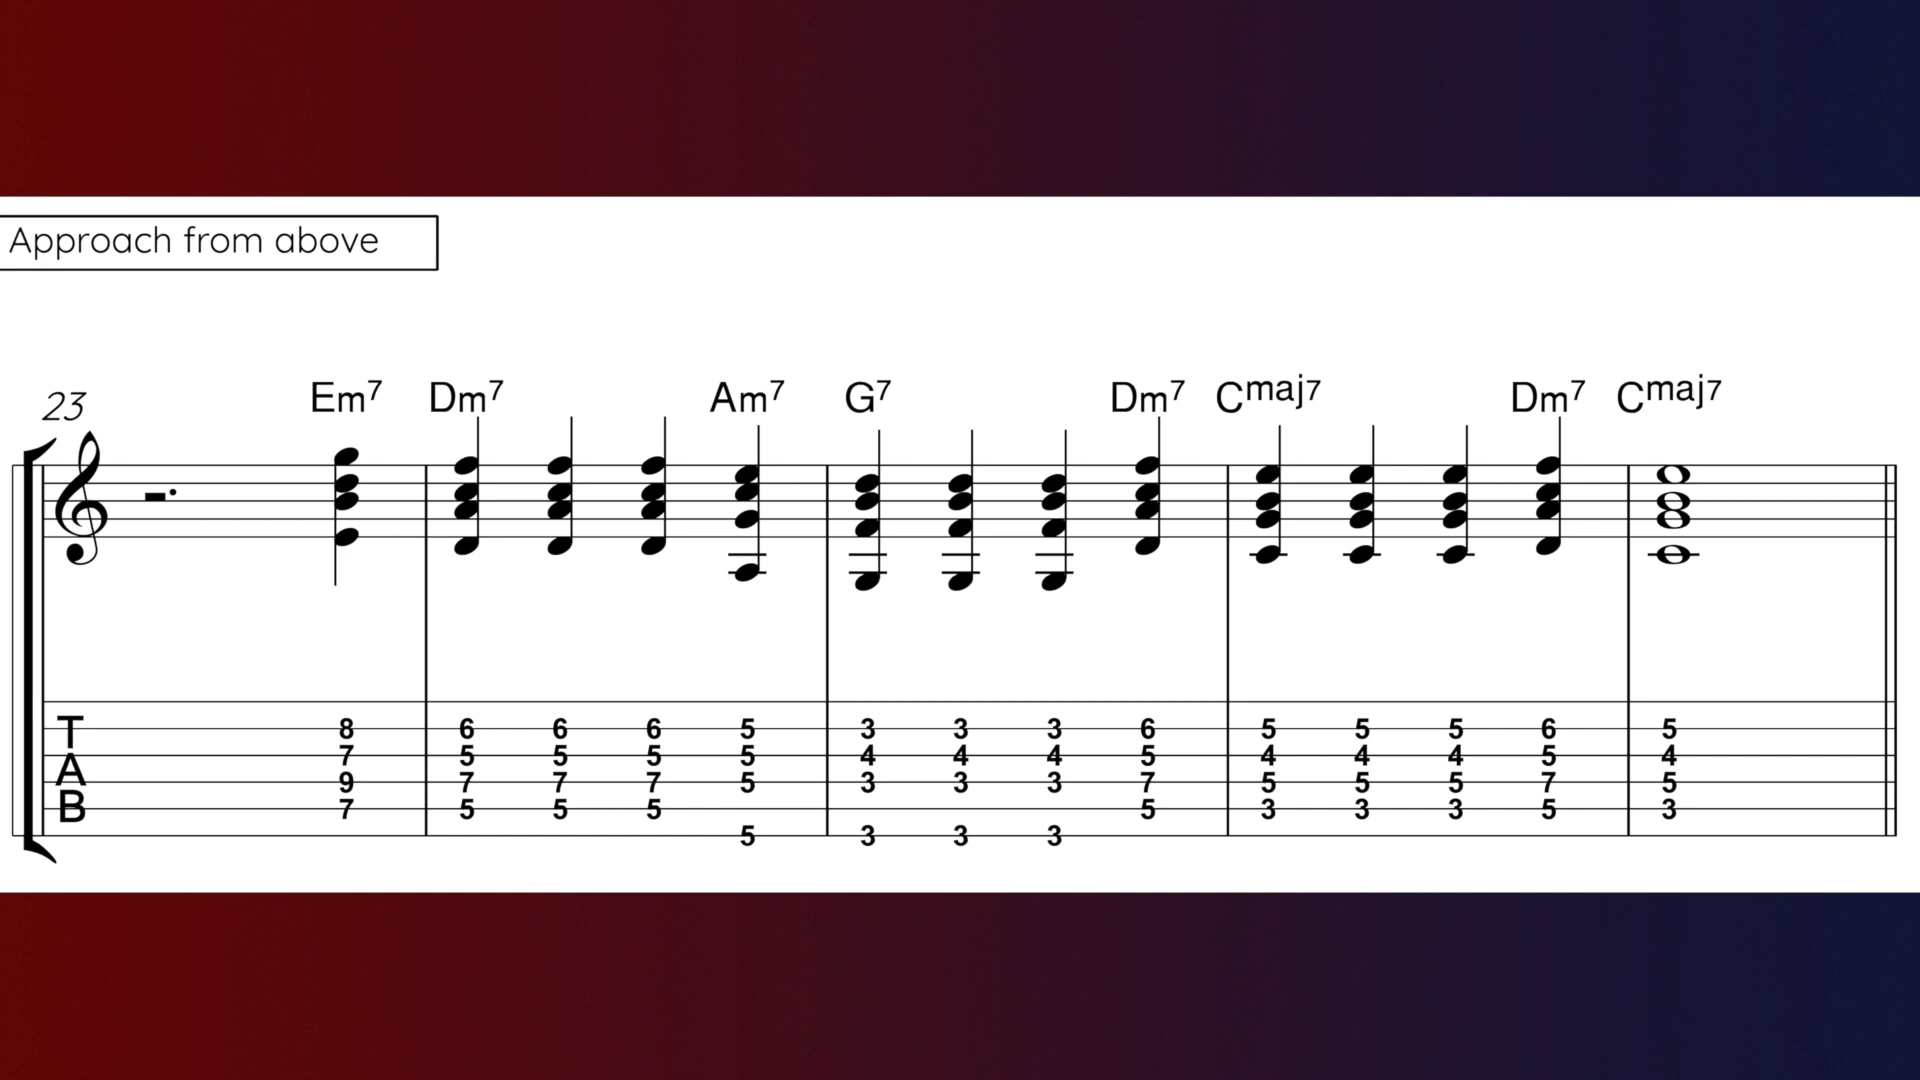 Approach from above
23 Em7 Dm7 Am7 G7 Dm7 Cmaj7 Dm7 Cmaj7
T 8 6 6 6 5 3 3 3 6 5 5 5 6 5
7 5 5 5 5 4 4 4 5 4 4 4 5 4
A 9 7 7 7 5 3 3 3 7 5 5 5 7 5
B 7 5 5 5 5 3 3 3 5 3
5 3 3 3